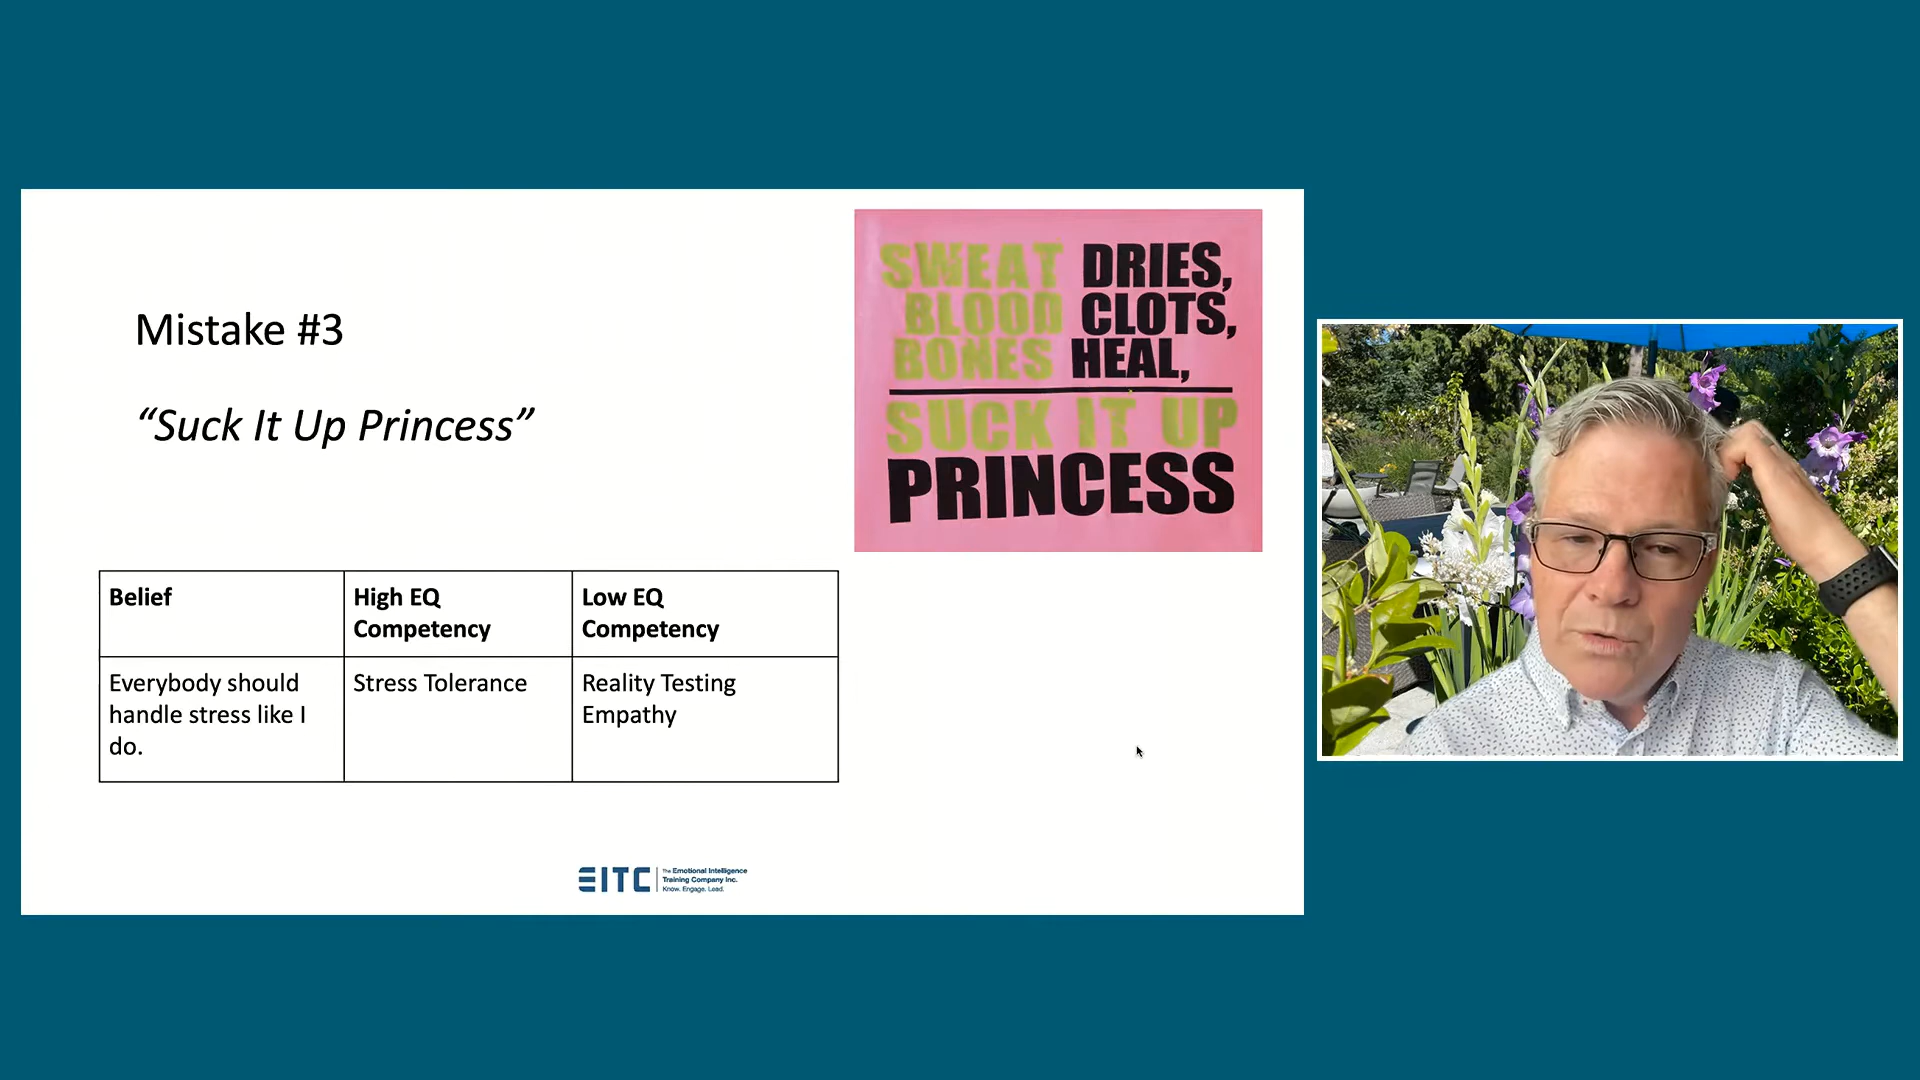 Mistake #3
“Suck It Up Princess”
SWEAT DRIES,
BLOOD CLOTS,
BONES HEAL,
SUCK IT UP
PRINCESS
Belief
High EQ
Competency
Low EQ
Competency
Everybody should
handle stress like I
do.
Stress Tolerance
Reality Testing
Empathy
EITC
The Emotional Intelligence
Training Company Inc.
Know. Engage. Lead.